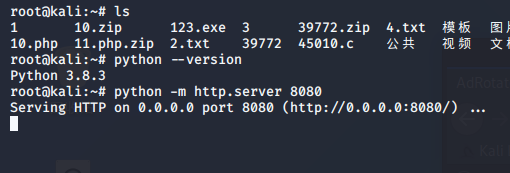 root@kali:~# ls
1      10.zip      123.exe  3      39772.zip  4.txt  模板  图
10.php  11.php.zip  2.txt    39772  45010.c    公共   视频  文
root@kali:~# python --version
Python 3.8.3
root@kali:~# python -m http.server 8080
Serving HTTP on 0.0.0.0 port 8080 (http://0.0.0.0:8080/) ...